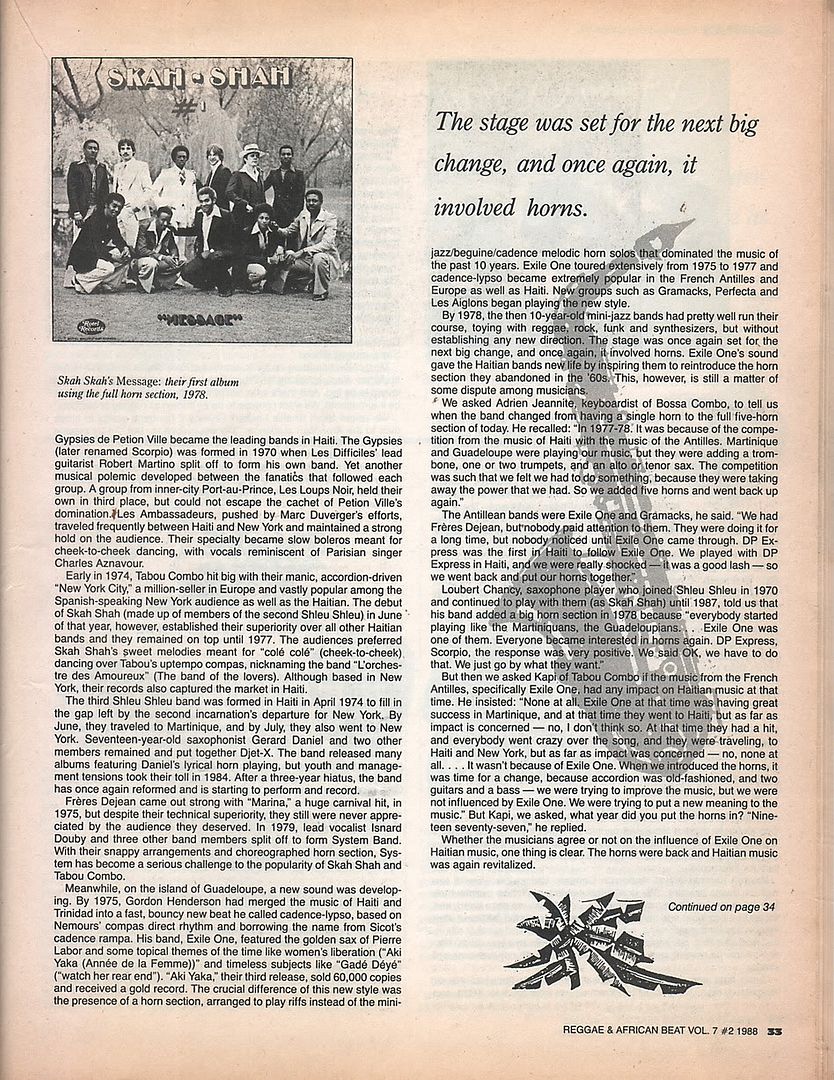 SKAH-SHAH
#1
"MESSAGE"
Rotel Records
Skah Skah's Message: their first album
using the full horn section, 1978.
Gypsies de Petion Ville became the leading bands in Haiti. The Gypsies
(later renamed Scorpio) was formed in 1970 when Les Difficiles' lead
guitarist Robert Martino split off to form his own band. Yet another
musical polemic developed between the fanatics that followed each
group. A group from inner-city Port-au-Prince, Les Loups Noir, held their
own in third place, but could not escape the cachet of Petion Ville's
domination. Les Ambassadeurs, pushed by Marc Duverger's efforts,
traveled frequently between Haiti and New York and maintained a strong
hold on the audience. Their specialty became slow boleros meant for
cheek-to-cheek dancing, with vocals reminiscent of Parisian singer
Charles Aznavour.
Early in 1974, Tabou Combo hit big with their manic, accordion-driven
"New York City," a million-seller in Europe and vastly popular among the
Spanish-speaking New York audience as well as the Haitian. The debut
of Skah Shah (made up of members of the second Shleu Shleu) in June
of that year, however, established their superiority over all other Haitian
bands and they remained on top until 1977. The audiences preferred
Skah Shah's sweet melodies meant for "colé colé" (cheek-to-cheek)
dancing over Tabou's uptempo compas, nicknaming the band "L'orches-
tre des Amoureux" (The band of the lovers). Although based in New
York, their records also captured the market in Haiti.
The third Shleu Shleu band was formed in Haiti in April 1974 to fill in
the gap left by the second incarnation's departure for New York. By
June, they traveled to Martinique, and by July, they also went to New
York. Seventeen-year-old saxophonist Gerard Daniel and two other
members remained and put together Djet-X. The band released many
albums featuring Daniel's lyrical horn playing, but youth and manage-
ment tensions took their toll in 1984. After a three-year hiatus, the band
has once again reformed and is starting to perform and record.
Frères Dejean came out strong with "Marina," a huge carnival hit, in
1975, but despite their technical superiority, they still were never appre-
ciated by the audience they deserved. In 1979, lead vocalist Isnard
Douby and three other band members split off to form System Band.
With their snappy arrangements and choreographed horn section, Sys-
tem has become a serious challenge to the popularity of Skah Shah and
Tabou Combo.
Meanwhile, on the island of Guadeloupe, a new sound was develop-
ing. By 1975, Gordon Henderson had merged the music of Haiti and
Trinidad into a fast, bouncy new beat he called cadence-lypso, based on
Nemours' compas direct rhythm and borrowing the name from Sicot's
cadence rampa. His band, Exile One, featured the golden sax of Pierre
Labor and some topical themes of the time like women's liberation ("Aki
Yaka (Année de la Femme))" and timeless subjects like "Gadé Déyé"
("watch her rear end"). "Aki Yaka," their third release, sold 60,000 copies
and received a gold record. The crucial difference of this new style was
the presence of a horn section, arranged to play riffs instead of the mini-
The stage was set for the next big
change, and once again, it
involved horns.
jazz/beguine/cadence melodic horn solos that dominated the music of
the past 10 years. Exile One toured extensively from 1975 to 1977 and
cadence-lypso became extremely popular in the French Antilles and
Europe as well as Haiti. New groups such as Gramacks, Perfecta and
Les Aiglons began playing the new style.
By 1978, the then 10-year-old mini-jazz bands had pretty well run their
course, toying with reggae, rock, funk and synthesizers, but without
establishing any new direction. The stage was once again set for the
next big change, and once again, it involved horns. Exile One's sound
gave the Haitian bands new life by inspiring them to reintroduce the horn
section they abandoned in the '60s. This, however, is still a matter of
some dispute among musicians.
We asked Adrien Jeannite, keyboardist of Bossa Combo, to tell us
when the band changed from having a single horn to the full five-horn
section of today. He recalled: "In 1977-78. It was because of the compe-
tition from the music of Haiti with the music of the Antilles. Martinique
and Guadeloupe were playing our music, but they were adding a trom-
bone, one or two trumpets, and an alto or tenor sax. The competition
was such that we felt we had to do something, because they were taking
away the power that we had. So we added five horns and went back up
again."
The Antillean bands were Exile One and Gramacks, he said. "We had
Frères Dejean, but nobody paid attention to them. They were doing it for
a long time, but nobody noticed until Exile One came through. DP Ex-
press was the first in Haiti to follow Exile One. We played with DP
Express in Haiti, and we were really shocked — it was a good lash — so
we went back and put our horns together."
Loubert Chancy, saxophone player who joined Shleu Shleu in 1970
and continued to play with them (as Skah Shah) until 1987, told us that
his band added a big horn section in 1978 because "everybody started
playing like the Martiniquans, the Guadeloupians. . . Exile One was
one of them. Everyone became interested in horns again. DP Express,
Scorpio, the response was very positive. We said OK, we have to do
that. We just go by what they want."
But then we asked Kapi of Tabou Combo if the music from the French
Antilles, specifically Exile One, had any impact on Haitian music at that
time. He insisted: "None at all. Exile One at that time was having great
success in Martinique, and at that time they went to Haiti, but as far as
impact is concerned — no, I don't think so. At that time they had a hit,
and everybody went crazy over the song, and they were traveling, to
Haiti and New York, but as far as impact was concerned — no, none at
all. . . . It wasn't because of Exile One. When we introduced the horns, it
was time for a change, because accordion was old-fashioned, and two
guitars and a bass — we were trying to improve the music, but we were
not influenced by Exile One. We were trying to put a new meaning to the
music." But Kapi, we asked, what year did you put the horns in? "Nine-
teen seventy-seven," he replied.
Whether the musicians agree or not on the influence of Exile One on
Haitian music, one thing is clear. The horns were back and Haitian music
was again revitalized.
Continued on page 34
REGGAE & AFRICAN BEAT VOL. 7 #2 1988 33